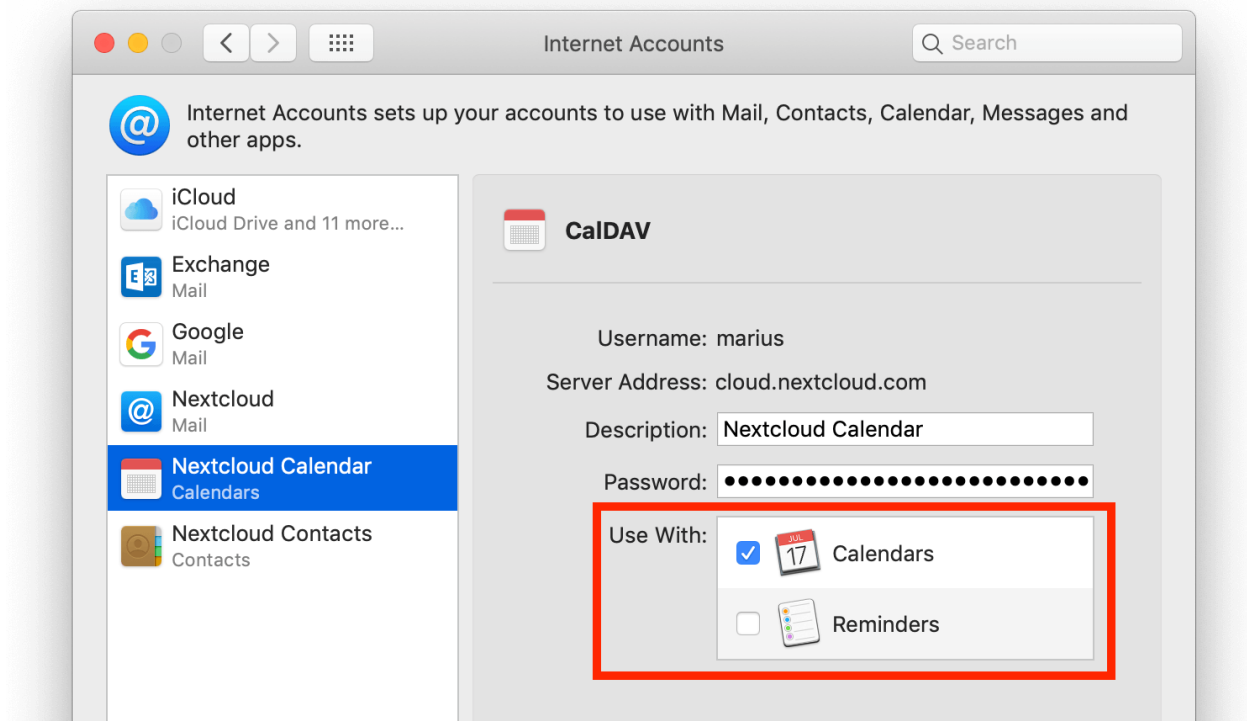 Internet Accounts
Search
Internet Accounts sets up your accounts to use with Mail, Contacts, Calendar, Messages and
other apps.
iCloud
iCloud Drive and 11 more...
Exchange
Mail
Google
Mail
Nextcloud
Mail
Nextcloud Calendar
Calendars
Nextcloud Contacts
Contacts
CalDAV
Username: marius
Server Address: cloud.nextcloud.com
Description: Nextcloud Calendar
Password: ••••••••••••••••••••••••••••
Use With:
JUL
17
Calendars
Reminders